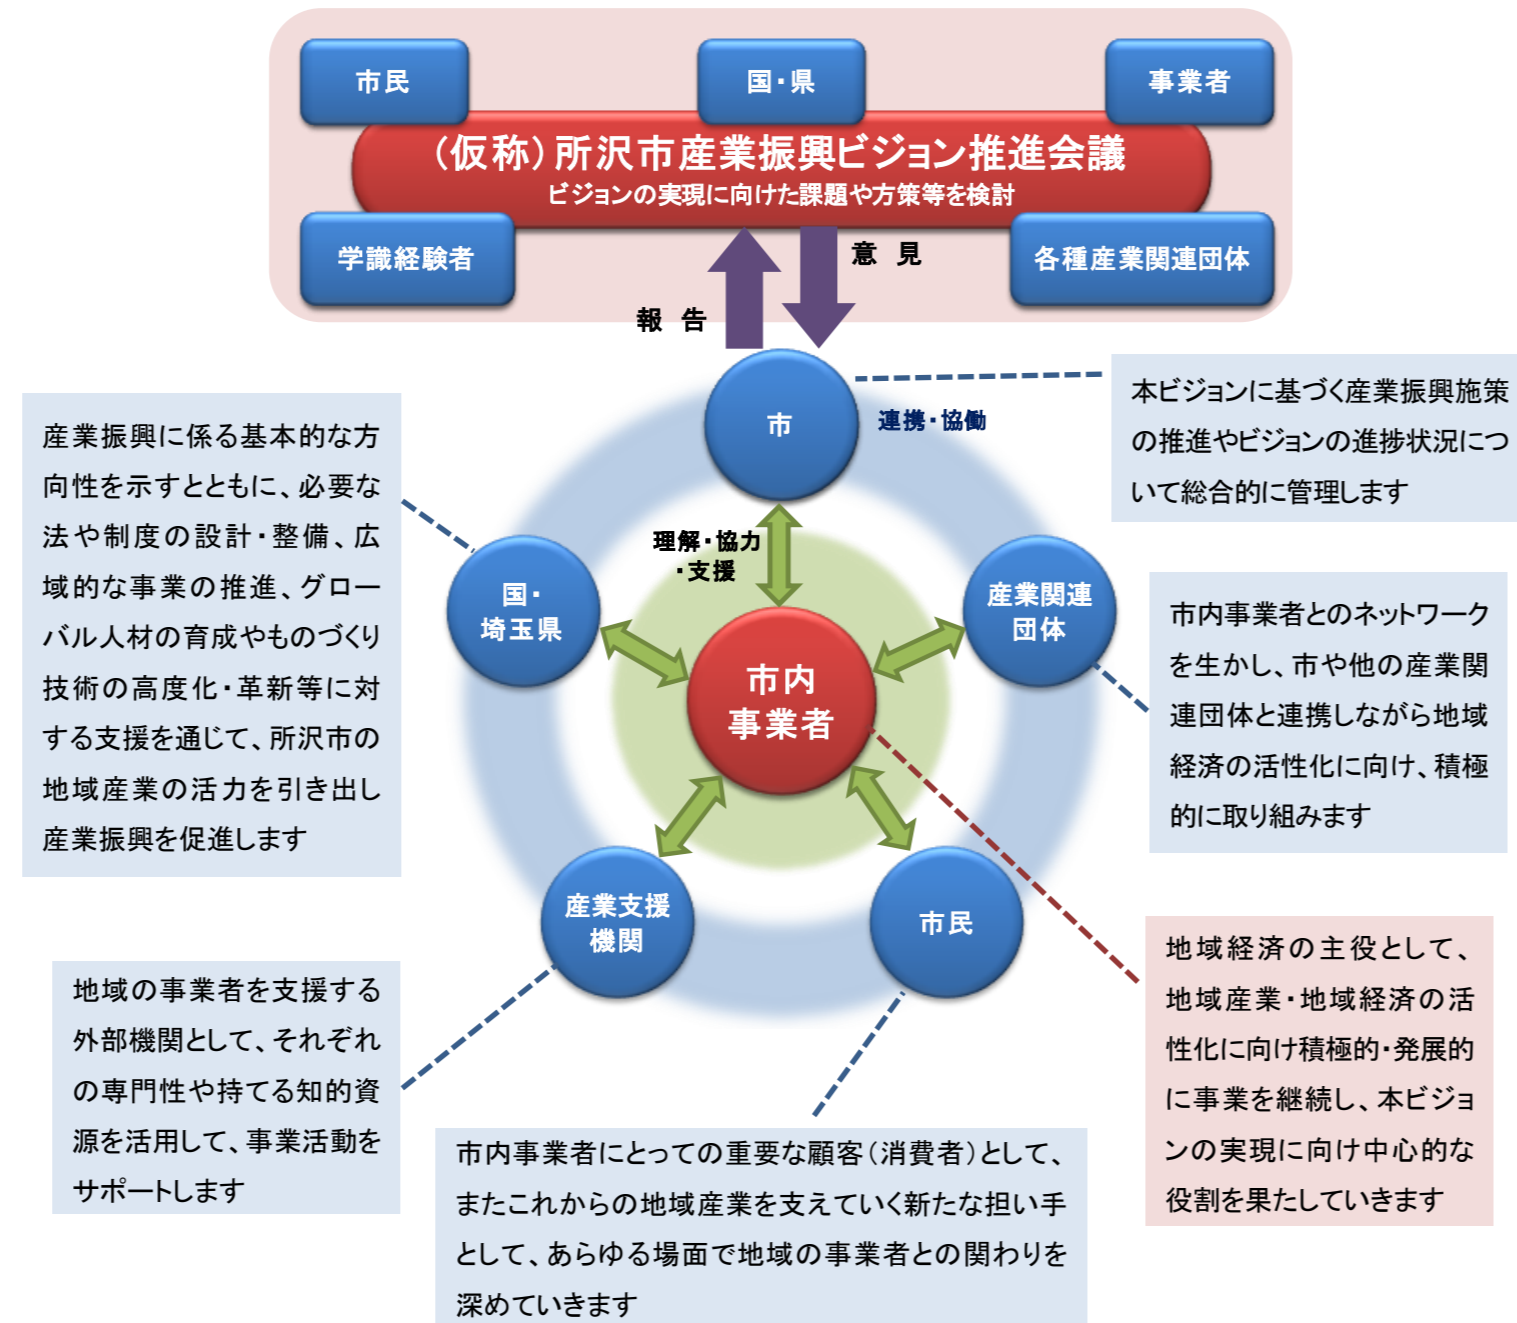 市民
国・県
事業者
（仮称）所沢市産業振興ビジョン推進会議
ビジョンの実現に向けた課題や方策等を検討
学識経験者
各種産業関連団体
意 見
報 告
市
連携・協働
本ビジョンに基づく産業振興施策
の推進やビジョンの進捗状況につ
いて総合的に管理します
産業振興に係る基本的な方
向性を示すとともに、必要な
法や制度の設計・整備、広
域的な事業の推進、グロー
バル人材の育成やものづくり
技術の高度化・革新等に対
する支援を通じて、所沢市の
地域産業の活力を引き出し
産業振興を促進します
理解・協力
・支援
国・
埼玉県
産業関連
団体
市内事業者とのネットワーク
を生かし、市や他の産業関
連団体と連携しながら地域
経済の活性化に向け、積極
的に取り組みます
市内
事業者
産業支援
機関
市民
地域経済の主役として、
地域産業・地域経済の活
性化に向け積極的・発展的
に事業を継続し、本ビジョ
ンの実現に向け中心的な
役割を果たしていきます
地域の事業者を支援する
外部機関として、それぞれ
の専門性や持てる知的資
源を活用して、事業活動を
サポートします
市内事業者にとっての重要な顧客（消費者）として、
またこれからの地域産業を支えていく新たな担い手
として、あらゆる場面で地域の事業者との関わりを
深めていきます